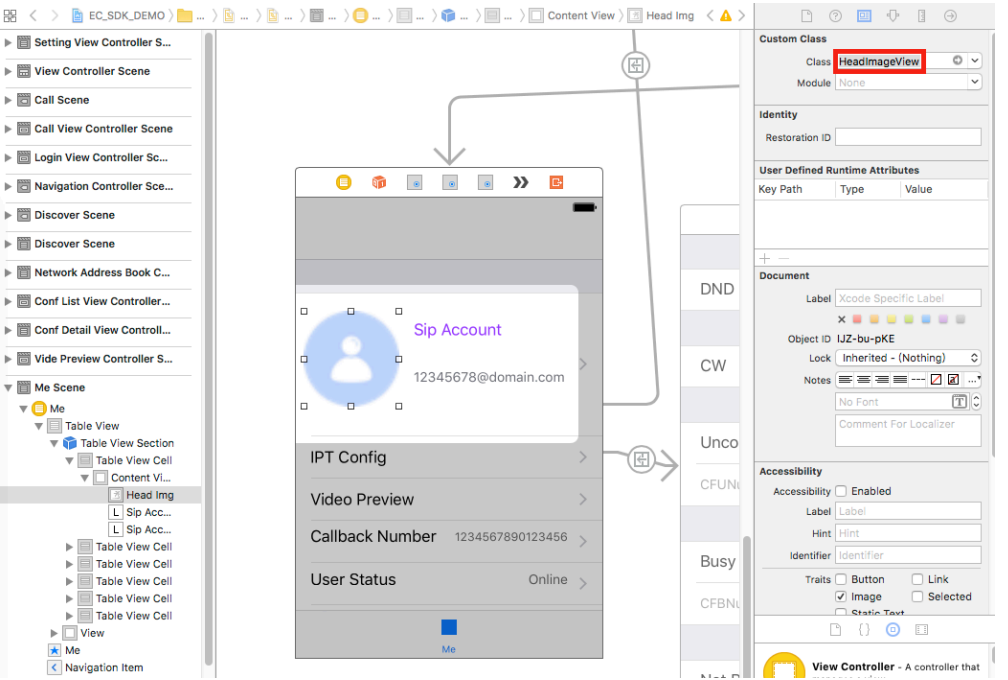 EC_SDK_DEMO
...
...
...
...
...
...
...
...
Content View
Head Img
Setting View Controller S...
View Controller Scene
Call Scene
Call View Controller Scene
Login View Controller Sc...
Navigation Controller Sce...
Discover Scene
Discover Scene
Network Address Book C...
Conf List View Controller...
Conf Detail View Controll...
Vide Preview Controller S...
Me Scene
Me
Table View
Table View Section
Table View Cell
Content Vi...
Head Img
L Sip Acc...
L Sip Acc...
Table View Cell
Table View Cell
Table View Cell
Table View Cell
Table View Cell
View
Me
Navigation Item
Sip Account
12345678@domain.com
IPT Config
Video Preview
Callback Number 1234567890123456
User Status Online
Me
DND
CW
Unco
CFUNu
Busy
CFBNu
Not B
Custom Class
Class HeadImageView
Module None
Identity
Restoration ID
User Defined Runtime Attributes
Key Path Type Value
Document
Label Xcode Specific Label
Object ID IJZ-bu-pKE
Lock Inherited - (Nothing)
Notes
No Font
Comment For Localizer
Accessibility
Accessibility Enabled
Label Label
Hint Hint
Identifier Identifier
Traits Button Link
Image Selected
Static Text
View Controller - A controller that